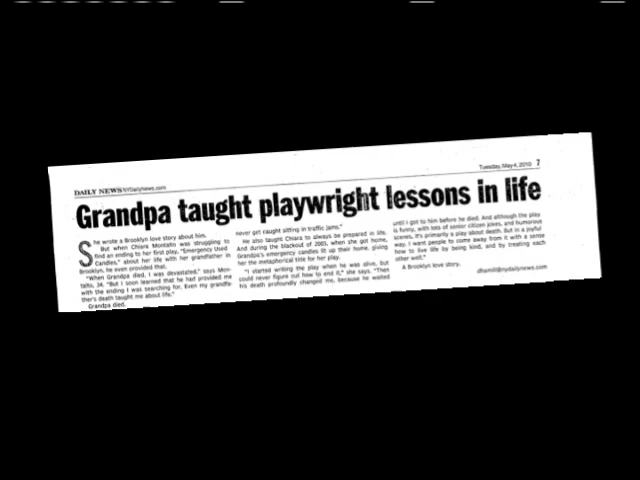 DAILY NEWS NYDailyNews.com
Tuesday, May 4, 2010 7
Grandpa taught playwright lessons in life
She wrote a Brooklyn love story about him.
But when Chiara Montalto was struggling to
find an ending to her first play, "Emergency Used
Candles," about her life with her grandfather in
Brooklyn, he even provided that.
"When Grandpa died, I was devastated," says Mon-
talto, 34. "But I soon learned that he had provided me
with the ending I was searching for. Even my grandfa-
ther's death taught me about life."
Grandpa died.
never get caught sitting in traffic jams."
He also taught Chiara to always be prepared in life.
And during the blackout of 2003, when she got home,
Grandpa's emergency candles lit up their home, giving
her the metaphorical title for her play.
"I started writing the play when he was alive, but
could never figure out how to end it," she says. "Then
his death profoundly changed me, because he waited
until I got to him before he died. And although the play
is funny, with lots of senior citizen jokes, and humorous
scenes, it's primarily a play about death. But in a joyful
way. I want people to come away from it with a sense
how to live life by being kind, and by treating each
other well."
A Brooklyn love story.
dhamill@nydailynews.com